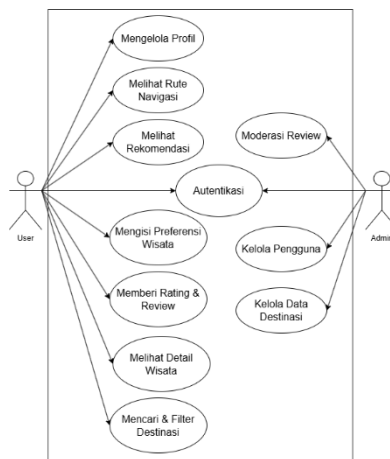 Mengelola Profil
Melihat Rute
Navigasi
Melihat
Rekomendasi
Moderasi Review
Autentikasi
User
Admin
Mengisi Preferensi
Wisata
Kelola Pengguna
Memberi Rating &
Review
Kelola Data
Destinasi
Melihat Detail
Wisata
Mencari & Filter
Destinasi